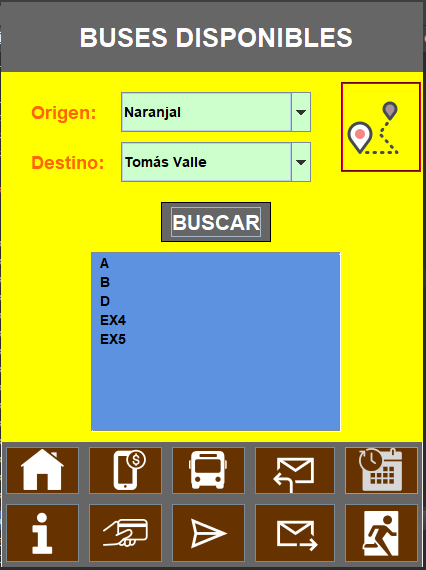 BUSES DISPONIBLES
Origen: Naranjal
Destino: Tomás Valle
BUSCAR
A
B
D
EX4
EX5
$